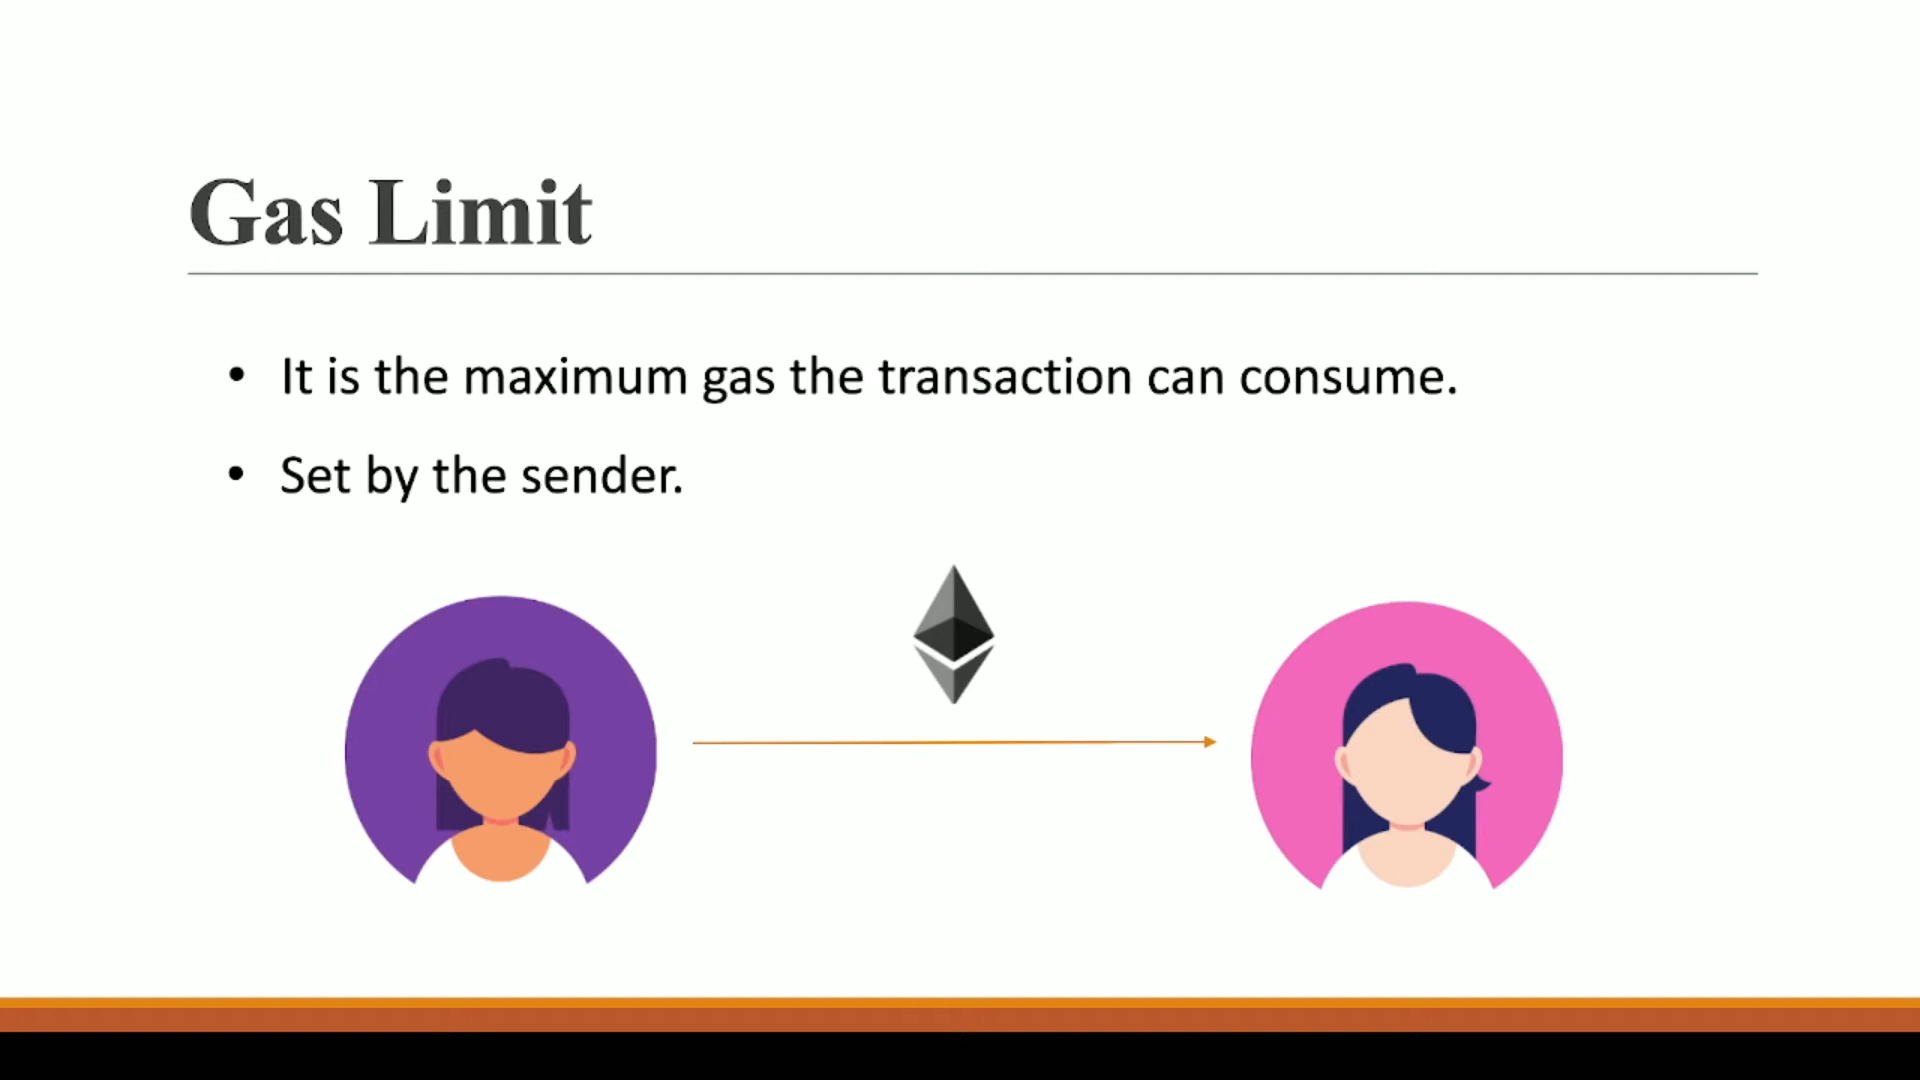 Gas Limit
• It is the maximum gas the transaction can consume.
• Set by the sender.